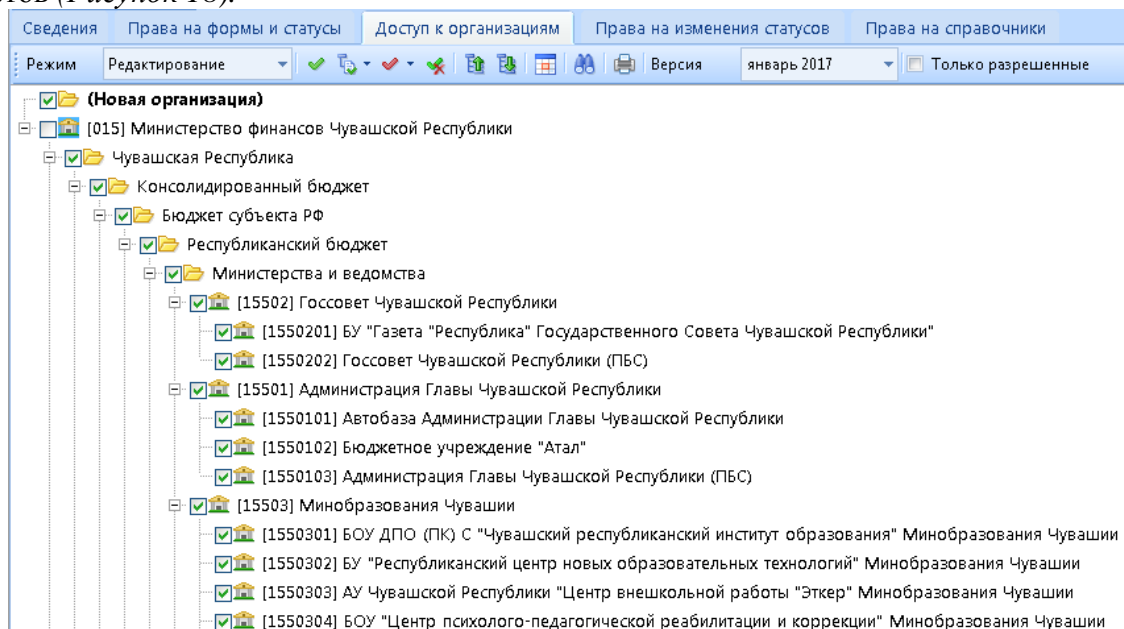 (Рисунок 18).
Сведения Права на формы и статусы Доступ к организациям Права на изменения статусов Права на справочники
Режим Редактирование Версия январь 2017 Только разрешенные
(Новая организация)
[015] Министерство финансов Чувашской Республики
Чувашская Республика
Консолидированный бюджет
Бюджет субъекта РФ
Республиканский бюджет
Министерства и ведомства
[15502] Госсовет Чувашской Республики
[1550201] БУ "Газета "Республика" Государственного Совета Чувашской Республики"
[1550202] Госсовет Чувашской Республики (ПБС)
[15501] Администрация Главы Чувашской Республики
[1550101] Автобаза Администрации Главы Чувашской Республики
[1550102] Бюджетное учреждение "Атал"
[1550103] Администрация Главы Чувашской Республики (ПБС)
[15503] Минобразования Чувашии
[1550301] БОУ ДПО (ПК) С "Чувашский республиканский институт образования" Минобразования Чувашии
[1550302] БУ "Республиканский центр новых образовательных технологий" Минобразования Чувашии
[1550303] АУ Чувашской Республики "Центр внешкольной работы "Эткер" Минобразования Чувашии
[1550304] БОУ "Центр психолого-педагогической реабилитации и коррекции" Минобразования Чувашии